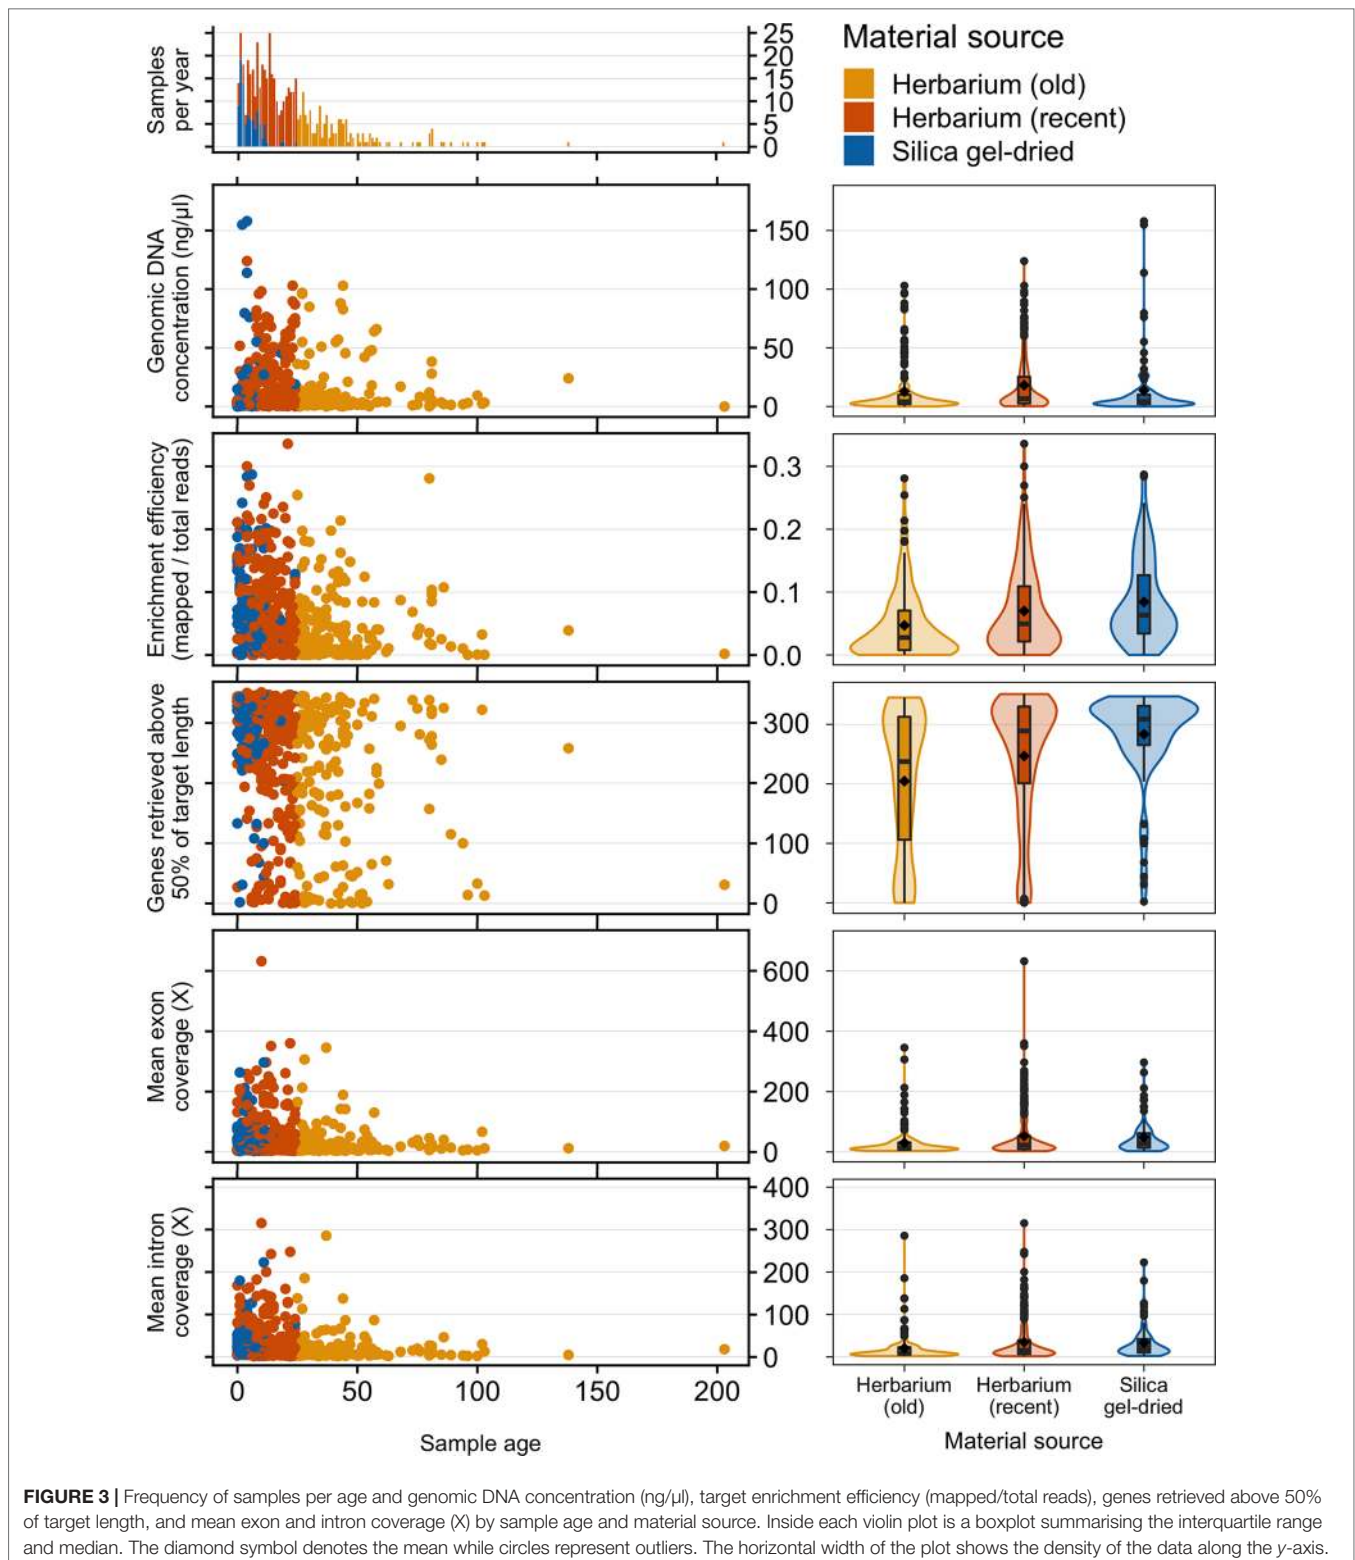 Samples
per year
25
20
15
10
5
0
Material source
Herbarium (old)
Herbarium (recent)
Silica gel-dried
Genomic DNA
concentration (ng/µl)
150
100
50
0
Enrichment efficiency
(mapped / total reads)
0.3
0.2
0.1
0.0
Genes retrieved above
50% of target length
300
200
100
0
Mean exon
coverage (X)
600
400
200
0
Mean intron
coverage (X)
400
300
200
100
0
0 50 100 150 200
Sample age
Herbarium
(old)
Herbarium
(recent)
Silica
gel-dried
Material source
FIGURE 3 | Frequency of samples per age and genomic DNA concentration (ng/µl), target enrichment efficiency (mapped/total reads), genes retrieved above 50%
of target length, and mean exon and intron coverage (X) by sample age and material source. Inside each violin plot is a boxplot summarising the interquartile range
and median. The diamond symbol denotes the mean while circles represent outliers. The horizontal width of the plot shows the density of the data along the y-axis.